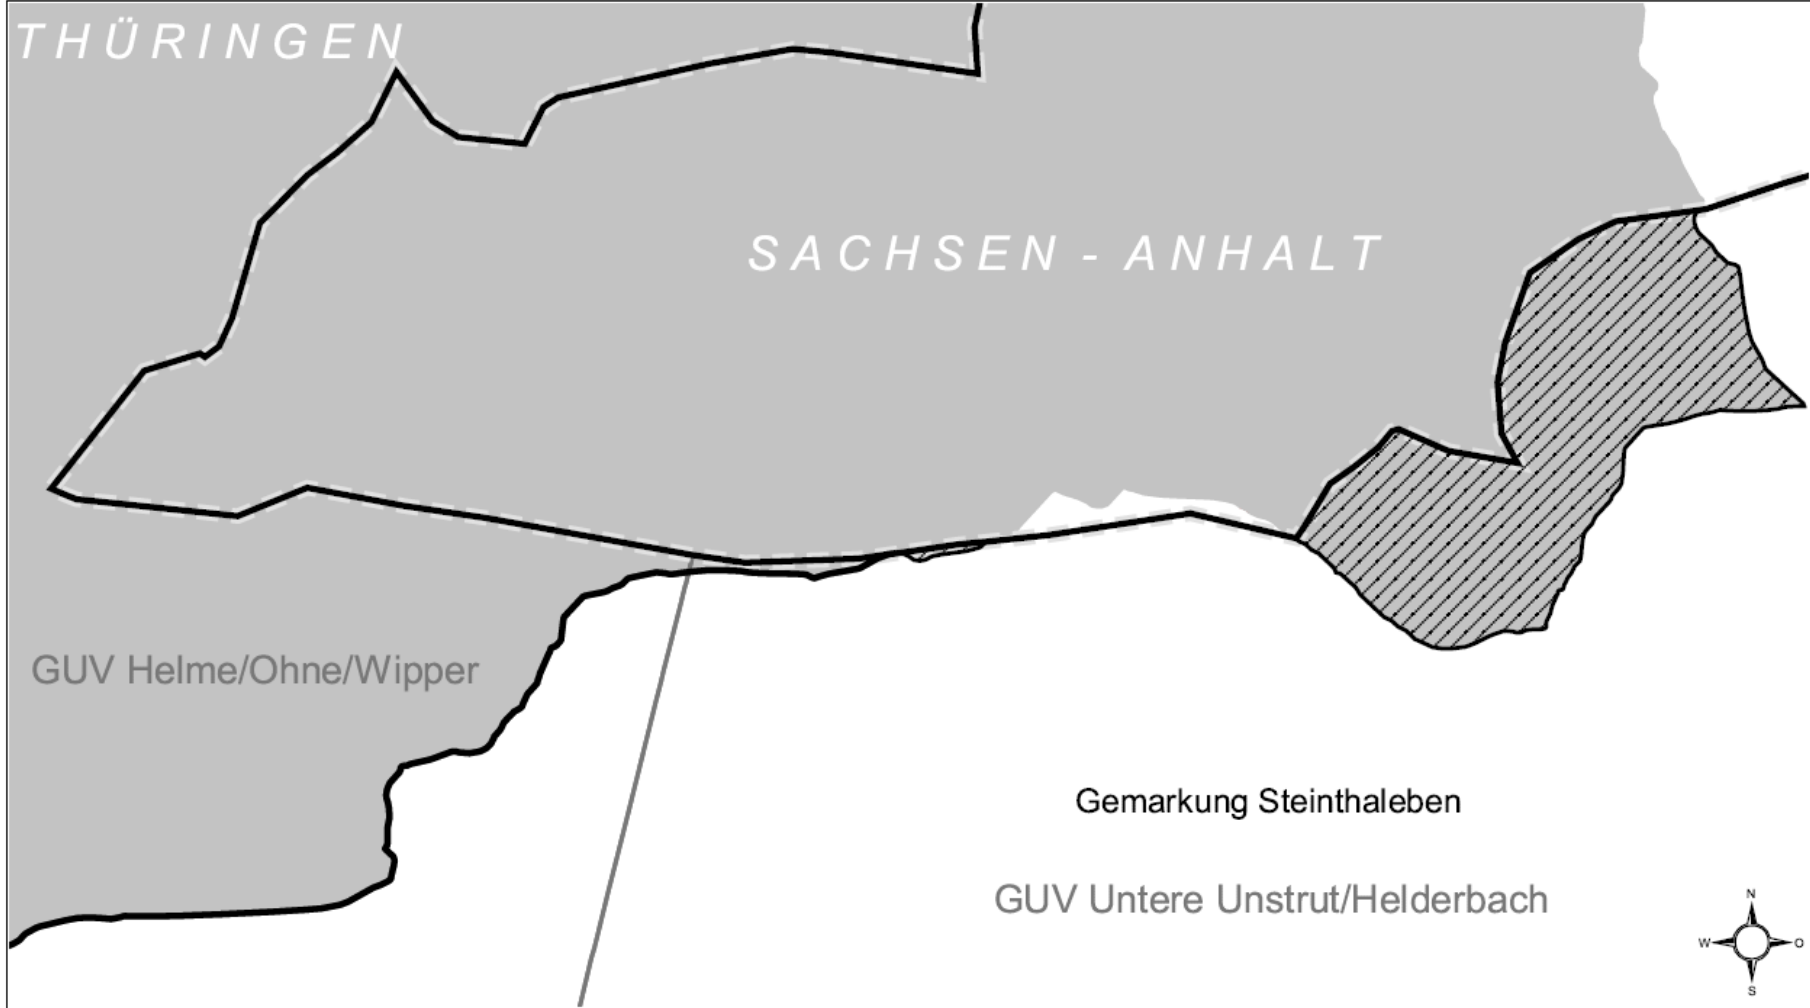 THÜRINGEN
SACHSEN - ANHALT
GUV Helme/Ohne/Wipper
Gemarkung Steinthaleben
GUV Untere Unstrut/Helderbach
N
W O
S